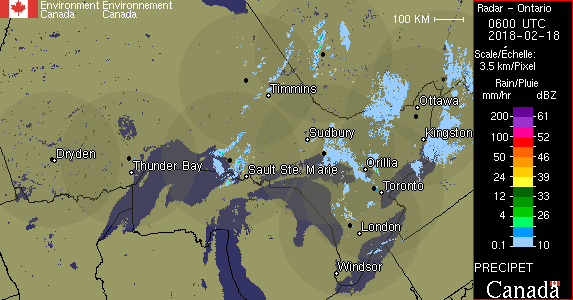 Environment Environnement
Canada Canada
100 KM
Timmins
Ottawa
Sudbury
Kingston
Dryden
Thunder Bay
Sault Ste. Marie
Orillia
Toronto
London
Windsor
Radar - Ontario
0600 UTC
2018-02-18
Scale/Échelle:
3.5 km/Pixel
Rain/Pluie
mm/hr dBZ
200 61
100 52
50 46
24 39
12 33
4 26
0.1 10
PRECIPET
Canada